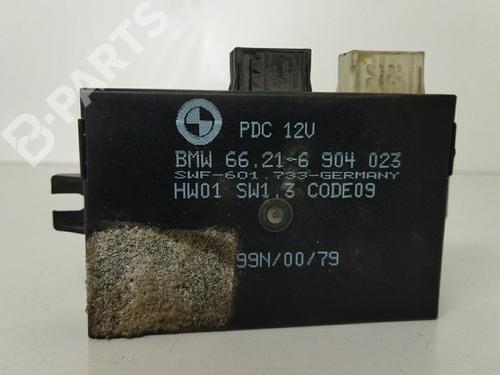 B-PARTS
PDC 12V
BMW 66.21-6 904 023
SWF-601.733-GERMANY
HW01 SW1.3 CODE09
99N/00/79